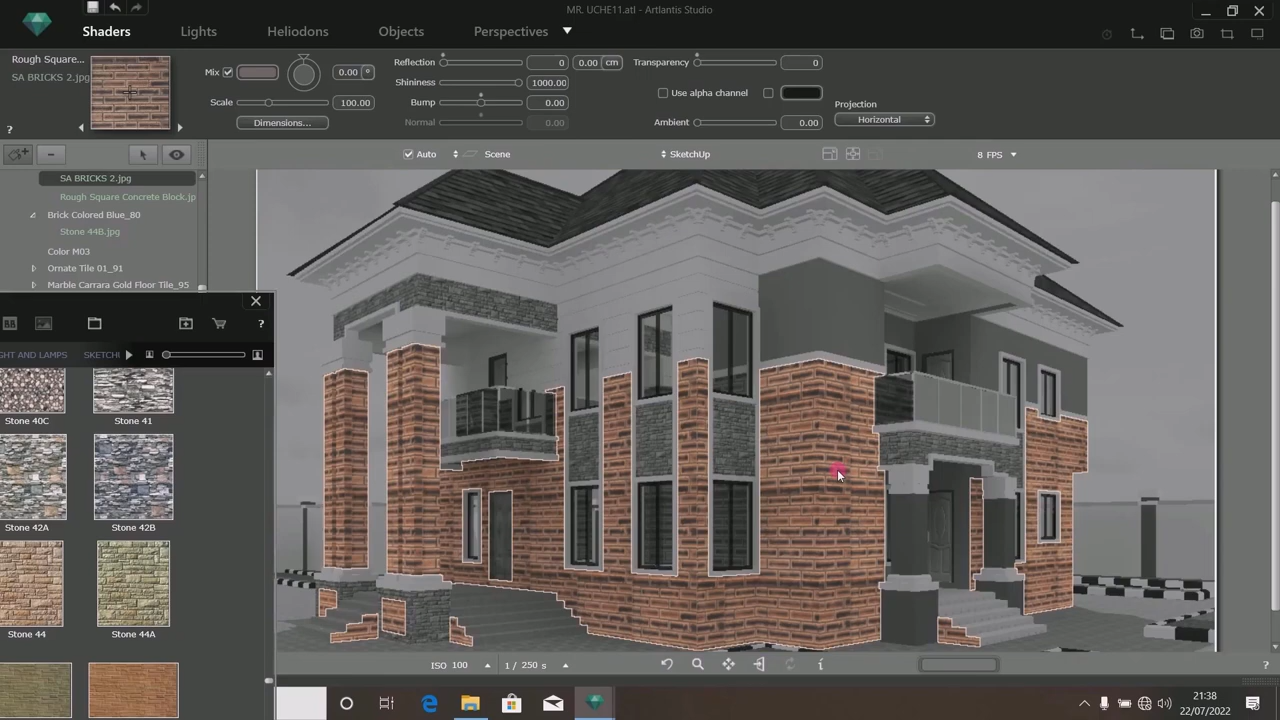 MR. UCHE11.atl - Artlantis Studio
Shaders
Lights
Heliodons
Objects
Perspectives
Rough Square...
SA BRICKS 2.jpg
Mix
0.00 °
Scale
100.00
Dimensions...
Reflection
0
0.00
cm
Shininess
1000.00
Bump
0.00
Normal
0.00
Transparency
0
Use alpha channel
Ambient
0.00
Projection
Horizontal
?
Auto
Scene
SketchUp
8 FPS
SA BRICKS 2.jpg
Rough Square Concrete Block.jp
Brick Colored Blue_80
Stone 44B.jpg
Color M03
Ornate Tile 01_91
Marble Carrara Gold Floor Tile_95
?
GHT AND LAMPS
SKETCHI
Stone 40C
Stone 41
Stone 42A
Stone 42B
Stone 44
Stone 44A
ISO 100
1 / 250 s
?
21:38
22/07/2022